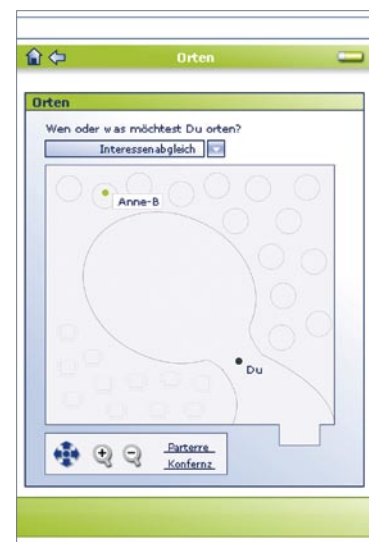 Orten
Orten
Wen oder was möchtest Du orten?
Interessenabgleich
Anne-B
Du
Parterre
Konfernz